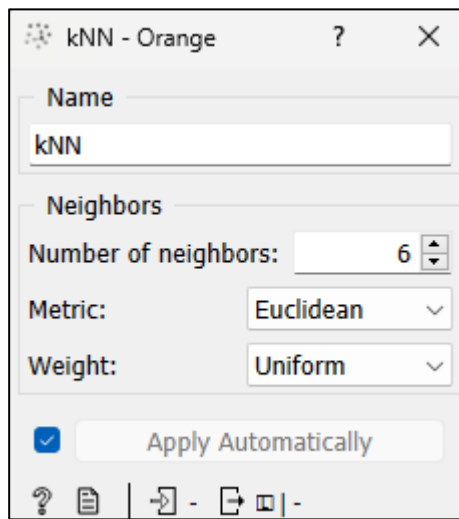 kNN - Orange ? ×
Name
kNN
Neighbors
Number of neighbors: 6
Metric: Euclidean
Weight: Uniform
Apply Automatically
? | - | -